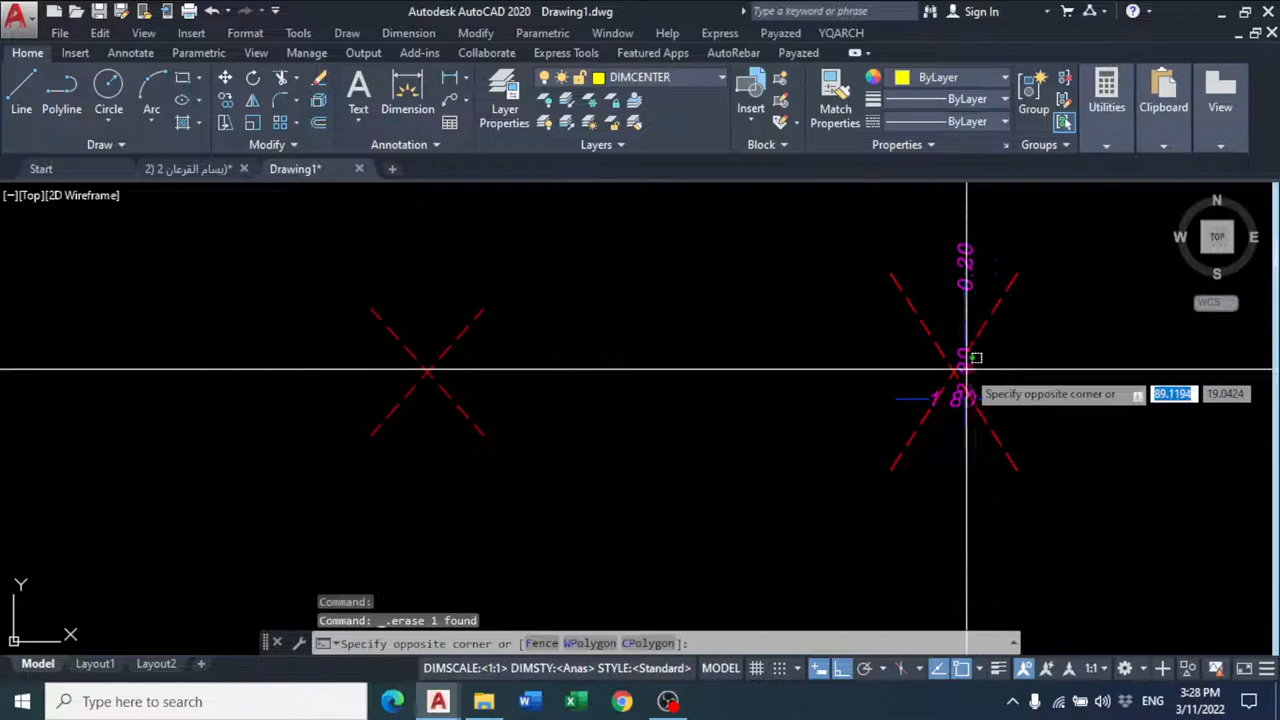 Autodesk AutoCAD 2020 Drawing1.dwg
Type a keyword or phrase
Sign In
File Edit View Insert Format Tools Draw Dimension Modify Parametric Window Help Express Payazed YQARCH
Home Insert Annotate Parametric View Manage Output Add-ins Collaborate Express Tools Featured Apps AutoRebar Payazed
DIMCENTER
ByLayer
ByLayer
ByLayer
Line Polyline Circle Arc Text Dimension Layer Properties Insert Match Properties Group Utilities Clipboard View
Draw Modify Annotation Layers Block Properties Groups
Start
بسام القرعان 2 (2)*
Drawing1*
[−][Top][2D Wireframe]
N
W TOP E
S
WCS
0.20
Specify opposite corner or
89.1194
19.0424
Y
X
Command:
Command: _.erase 1 found
Specify opposite corner or [Fence WPolygon CPolygon]:
Model Layout1 Layout2
DIMSCALE:<1:1> DIMSTY:<Anas> STYLE:<Standard>
MODEL
1:1
Type here to search
ENG
3:28 PM
3/11/2022